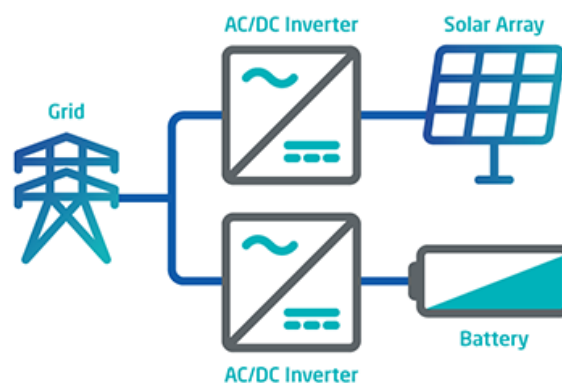 AC/DC Inverter
Solar Array
Grid
Battery
AC/DC Inverter